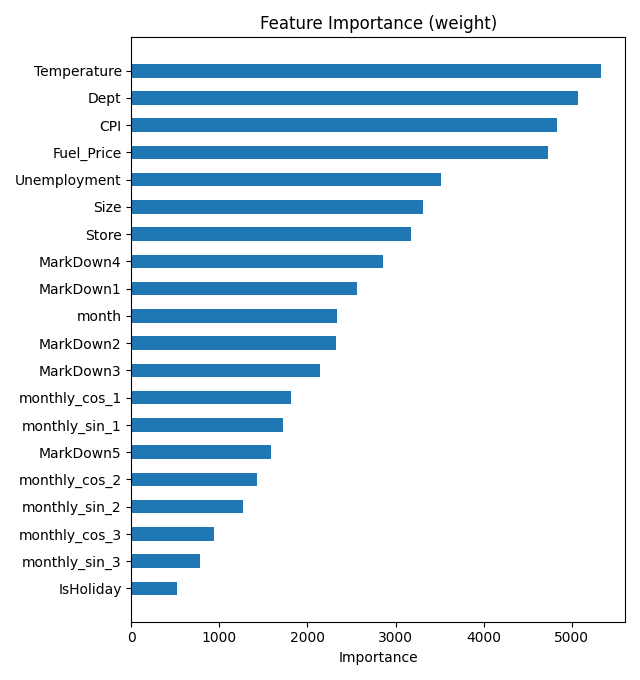 Feature Importance (weight)
Temperature
Dept
CPI
Fuel_Price
Unemployment
Size
Store
MarkDown4
MarkDown1
month
MarkDown2
MarkDown3
monthly_cos_1
monthly_sin_1
MarkDown5
monthly_cos_2
monthly_sin_2
monthly_cos_3
monthly_sin_3
IsHoliday
0 1000 2000 3000 4000 5000
Importance